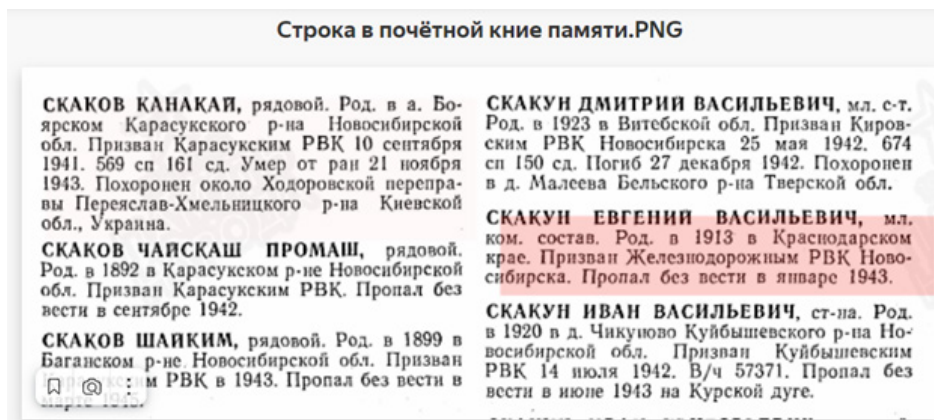 Строка в почётной кние памяти.PNG
СКАКОВ КАНАКАЙ, рядовой. Род. в а. Бо-
ярском Карасукского р-на Новосибирской
обл. Призван Карасукским РВК 10 сентября
1941. 569 сп 161 сд. Умер от ран 21 ноября
1943. Похоронен около Ходоровской перепра-
вы Переяслав-Хмельницкого р-на Киевской
обл., Украина.
СКАКОВ ЧАЙСКАШ ПРОМАШ, рядовой.
Род. в 1892 в Карасукском р-не Новосибирской
обл. Призван Карасукским РВК. Пропал без
вести в сентябре 1942.
СКАКОВ ШАЙКИМ, рядовой. Род. в 1899 в
Баганском р-не Новосибирской обл. Призван
Карасукским РВК в 1943. Пропал без вести в
марте 1945.
СКАКУН ДМИТРИЙ ВАСИЛЬЕВИЧ, мл. с-т.
Род. в 1923 в Витебской обл. Призван Киров-
ским РВК Новосибирска 25 мая 1942. 674
сп 150 сд. Погиб 27 декабря 1942. Похоронен
в д. Малеева Бельского р-на Тверской обл.
СКАКУН ЕВГЕНИЙ ВАСИЛЬЕВИЧ, мл.
ком. состав. Род. в 1913 в Краснодарском
крае. Призван Железнодорожным РВК Ново-
сибирска. Пропал без вести в январе 1943.
СКАКУН ИВАН ВАСИЛЬЕВИЧ, ст-на. Род.
в 1920 в д. Чикуново Куйбышевского р-на Но-
восибирской обл. Призван Куйбышевским
РВК 14 июля 1942. В/ч 57371. Пропал без
вести в июне 1943 на Курской дуге.